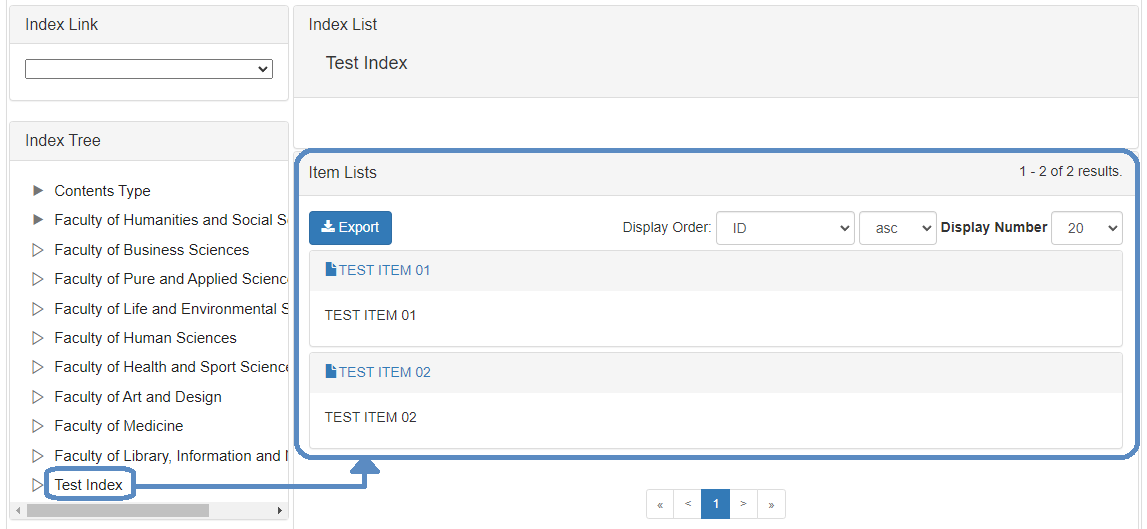 Index Link
Index Tree
Contents Type
Faculty of Humanities and Social S
Faculty of Business Sciences
Faculty of Pure and Applied Scienc
Faculty of Life and Environmental S
Faculty of Human Sciences
Faculty of Health and Sport Science
Faculty of Art and Design
Faculty of Medicine
Faculty of Library, Information and M
Test Index
Index List
Test Index
Item Lists
1 - 2 of 2 results.
Export
Display Order: ID asc Display Number 20
TEST ITEM 01
TEST ITEM 01
TEST ITEM 02
TEST ITEM 02
« < 1 > »